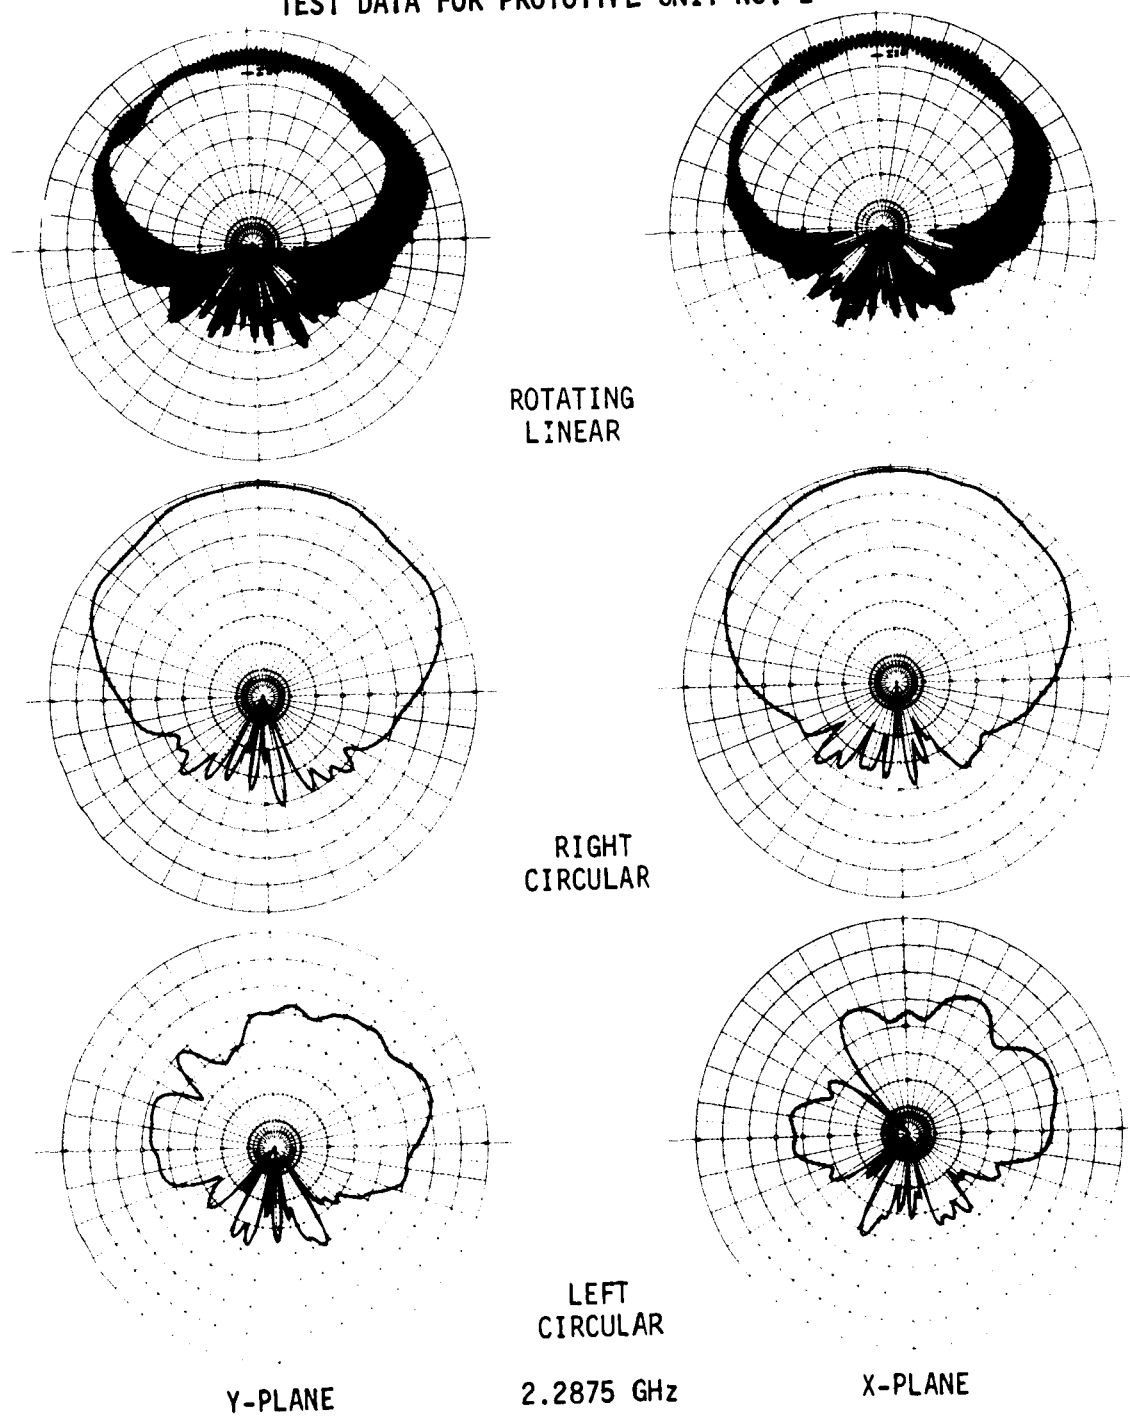 TEST DATA FOR PROTOTYPE UNIT NO.
ROTATING
LINEAR
RIGHT
CIRCULAR
LEFT
CIRCULAR
Y-PLANE
2.2875 GHz
X-PLANE